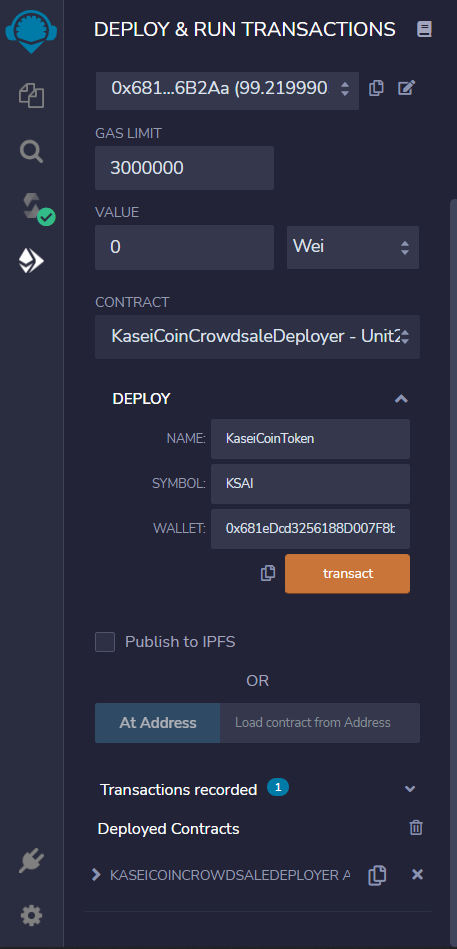 DEPLOY & RUN TRANSACTIONS
0x681...6B2Aa (99.219990
GAS LIMIT
3000000
VALUE
0 Wei
CONTRACT
KaseiCoinCrowdsaleDeployer - Unit2
DEPLOY
NAME: KaseiCoinToken
SYMBOL: KSAI
WALLET: 0x681eDcd3256188D007F8b
transact
Publish to IPFS
OR
At Address Load contract from Address
Transactions recorded 1
Deployed Contracts
KASEICOINCROWDSALEDEPLOYER A